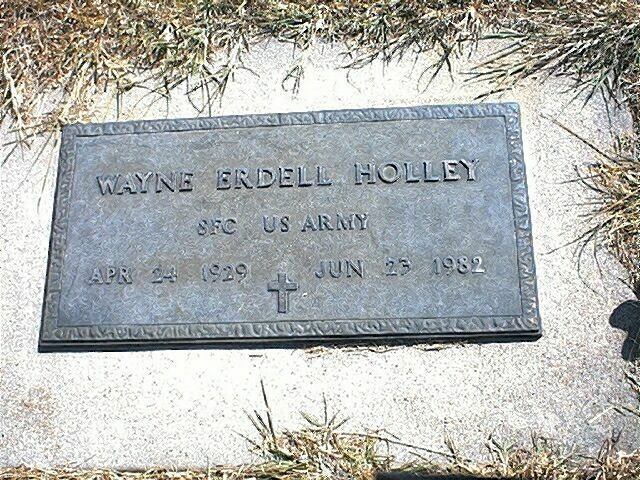 WAYNE ERDELL HOLLEY
SFC US ARMY
APR 24 1929 JUN 23 1982